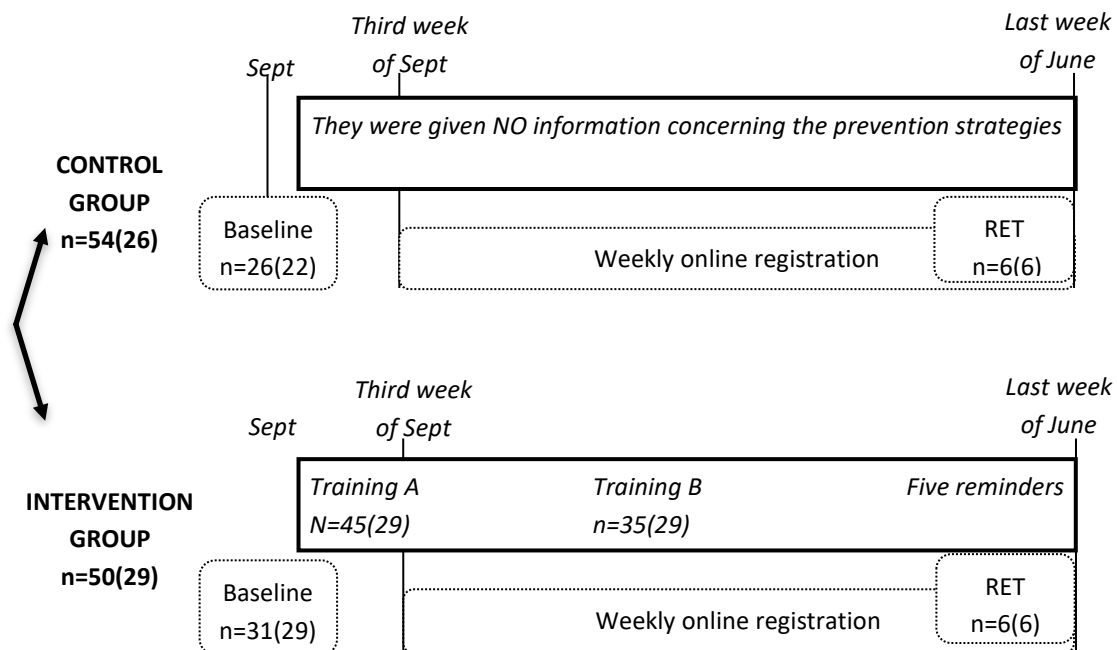 Sept
Third week
of Sept
Last week
of June
They were given NO information concerning the prevention strategies
CONTROL
GROUP
n=54(26)
Baseline
n=26(22)
Weekly online registration
RET
n=6(6)
Sept
Third week
of Sept
Last week
of June
Training A
N=45(29)
Training B
n=35(29)
Five reminders
INTERVENTION
GROUP
n=50(29)
Baseline
n=31(29)
Weekly online registration
RET
n=6(6)